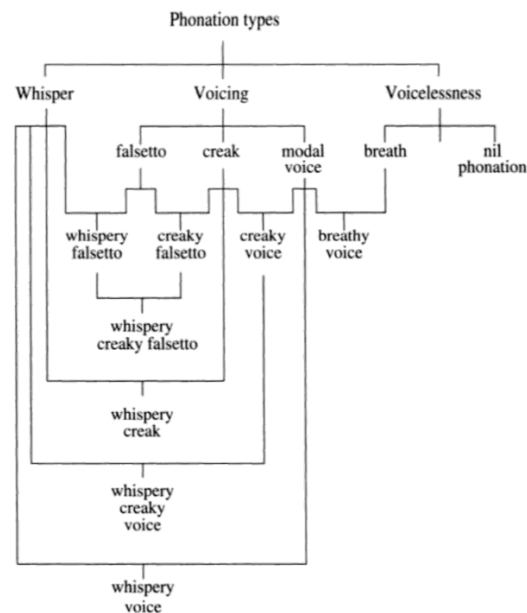 Phonation types
Whisper Voicing Voicelessness
falsetto creak modal voice breath nil phonation
whispery falsetto creaky falsetto creaky voice breathy voice
whispery
creaky falsetto
whispery
creak
whispery
creaky
voice
whispery
voice